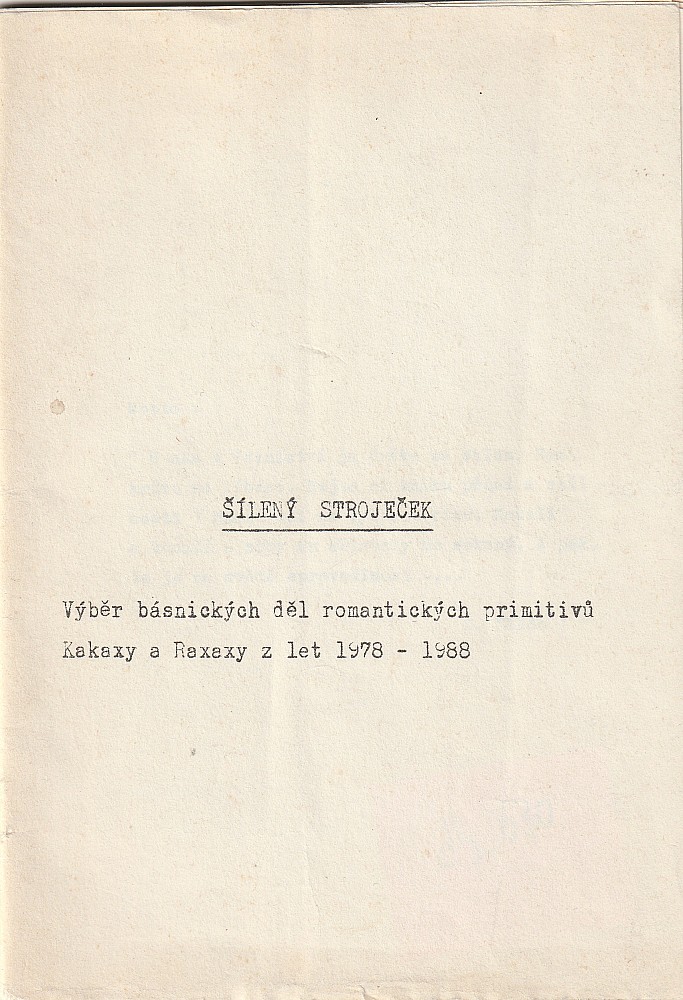 ŠÍLENÝ STROJEČEK
Výběr básnických děl romantických primitivů
Kakaxy a Raxaxy z let 1978 - 1988